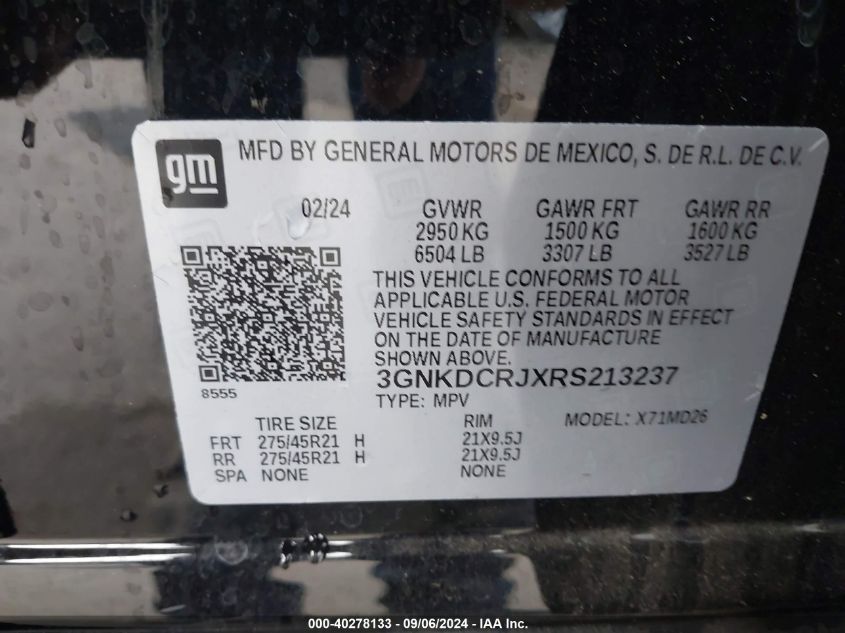 gm
MFD BY GENERAL MOTORS DE MEXICO, S. DE R.L. DE C.V.
02/24 GVWR GAWR FRT GAWR RR
2950 KG 1500 KG 1600 KG
6504 LB 3307 LB 3527 LB
THIS VEHICLE CONFORMS TO ALL
APPLICABLE U.S. FEDERAL MOTOR
VEHICLE SAFETY STANDARDS IN EFFECT
ON THE DATE OF MANUFACTURE
SHOWN ABOVE.
3GNKDCRJXRS213237
8555
TYPE: MPV
MODEL: X71MD26
TIRE SIZE RIM
FRT 275/45R21 H 21X9.5J
RR 275/45R21 H 21X9.5J
SPA NONE NONE
000-40278133 - 09/06/2024 - IAA Inc.